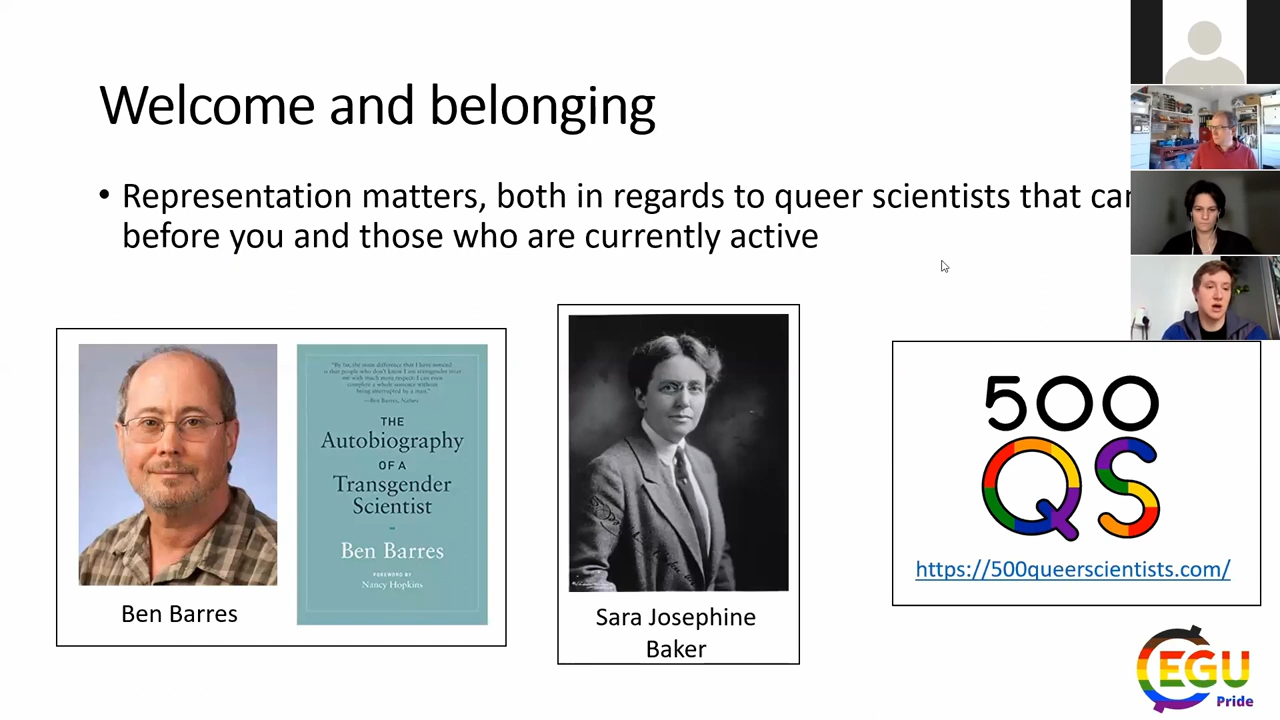 Welcome and belonging
• Representation matters, both in regards to queer scientists that
before you and those who are currently active
"By far, the main difference that I have noticed
is that people who don't know I am transgender treat
me with much more respect: I can even
complete a whole sentence without
being interrupted by a man."
—Ben Barres, Nature
THE
Autobiography
OF A
Transgender
Scientist
Ben Barres
FOREWORD BY
Nancy Hopkins
Ben Barres
Sara Josephine
Baker
500
QS
https://500queerscientists.com/
EGU
Pride